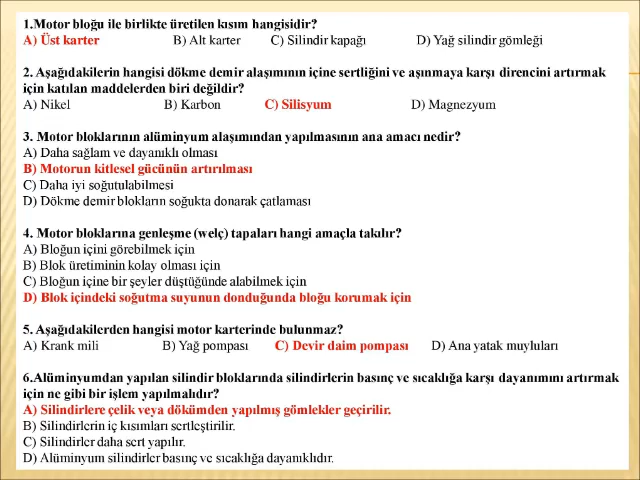 1.Motor bloğu ile birlikte üretilen kısım hangisidir?
A) Üst karter B) Alt karter C) Silindir kapağı D) Yağ silindir gömleği
2. Aşağıdakilerin hangisi dökme demir alaşımının içine sertliğini ve aşınmaya karşı direncini artırmak
için katılan maddelerden biri değildir?
A) Nikel B) Karbon C) Silisyum D) Magnezyum
3. Motor bloklarının alüminyum alaşımından yapılmasının ana amacı nedir?
A) Daha sağlam ve dayanıklı olması
B) Motorun kitlesel gücünün artırılması
C) Daha iyi soğutulabilmesi
D) Dökme demir blokların soğukta donarak çatlaması
4. Motor bloklarına genleşme (welç) tapaları hangi amaçla takılır?
A) Bloğun içini görebilmek için
B) Blok üretiminin kolay olması için
C) Bloğun içine bir şeyler düştüğünde alabilmek için
D) Blok içindeki soğutma suyunun donduğunda bloğu korumak için
5. Aşağıdakilerden hangisi motor karterinde bulunmaz?
A) Krank mili B) Yağ pompası C) Devir daim pompası D) Ana yatak muyluları
6.Alüminyumdan yapılan silindir bloklarında silindirlerin basınç ve sıcaklığa karşı dayanımını artırmak
için ne gibi bir işlem yapılmalıdır?
A) Silindirlere çelik veya dökümden yapılmış gömlekler geçirilir.
B) Silindirlerin iç kısımları sertleştirilir.
C) Silindirler daha sert yapılır.
D) Alüminyum silindirler basınç ve sıcaklığa dayanıklıdır.